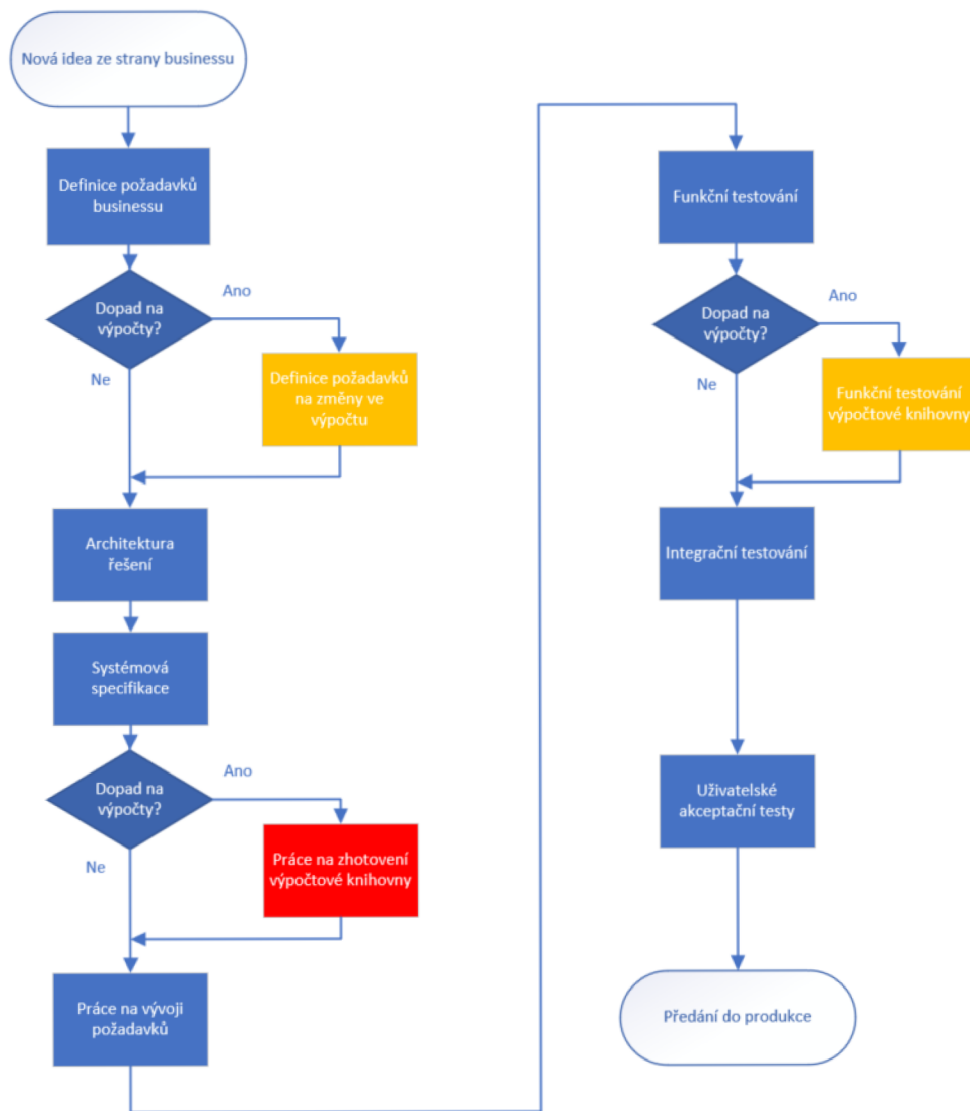 Nová idea ze strany businessu
Definice požadavků
businessu
Dopad na
výpočty?
Ano
Ne
Definice požadavků
na změny ve
výpočtu
Architektura
řešení
Systémová
specifikace
Dopad na
výpočty?
Ano
Ne
Práce na zhotovení
výpočtové knihovny
Práce na vývoji
požadavků
Funkční testování
Dopad na
výpočty?
Ano
Ne
Funkční testování
výpočtové knihovny
Integrační testování
Uživatelské
akceptační testy
Předání do produkce